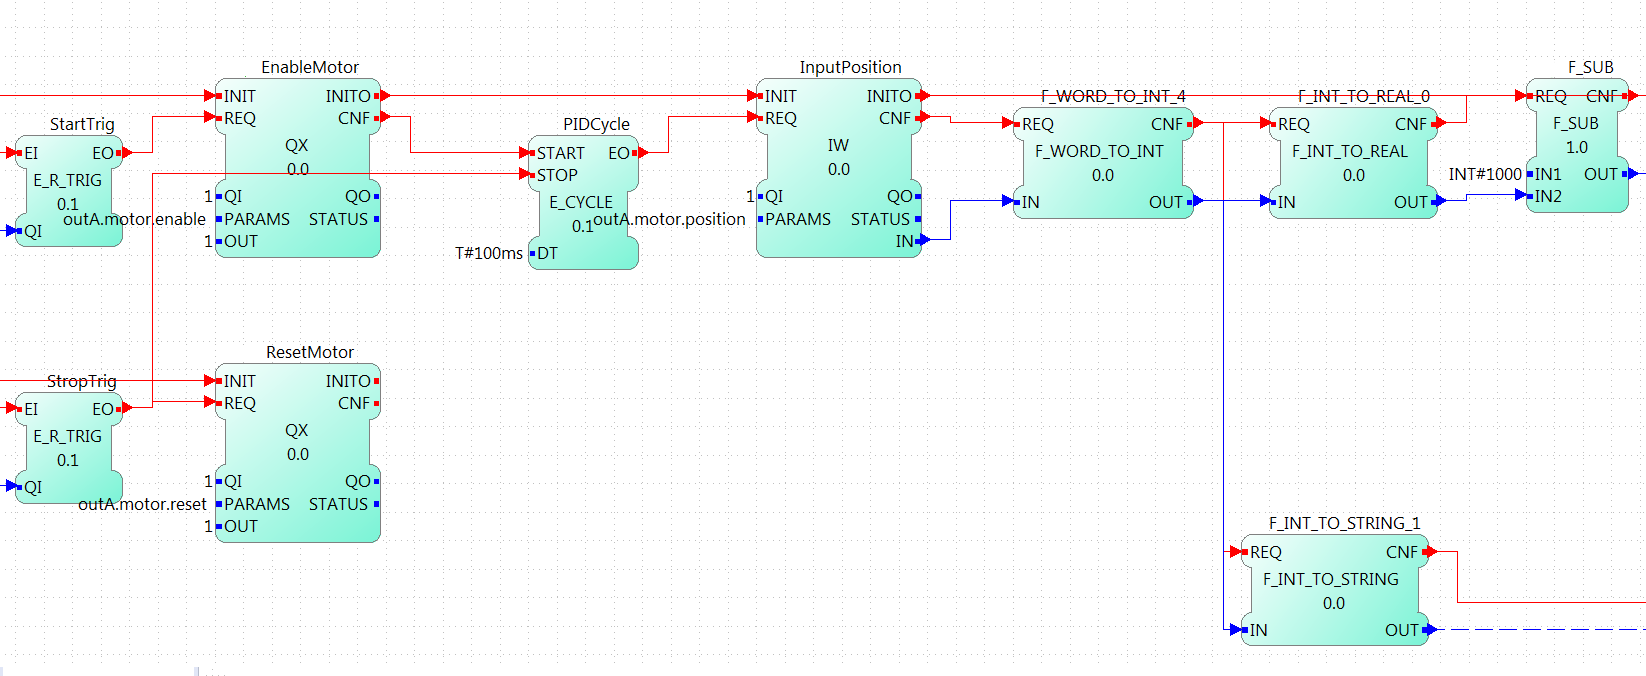 EnableMotor
INIT INITO
REQ CNF
QX
0.0
1 QI QO
outA.motor.enable PARAMS STATUS
1 OUT
StartTrig
EI EO
E_R_TRIG
0.1
QI
PIDCycle
START EO
STOP
E_CYCLE
0.1
T#100ms DT
InputPosition
INIT INITO
REQ CNF
IW
0.0
1 QI QO
outA.motor.position PARAMS STATUS
IN
F_WORD_TO_INT_4
REQ CNF
F_WORD_TO_INT
0.0
IN OUT
F_INT_TO_REAL_0
REQ CNF
F_INT_TO_REAL
0.0
IN OUT
F_SUB
REQ CNF
F_SUB
1.0
INT#1000 IN1 OUT
IN2
StropTrig
EI EO
E_R_TRIG
0.1
QI
ResetMotor
INIT INITO
REQ CNF
QX
0.0
1 QI QO
outA.motor.reset PARAMS STATUS
1 OUT
F_INT_TO_STRING_1
REQ CNF
F_INT_TO_STRING
0.0
IN OUT